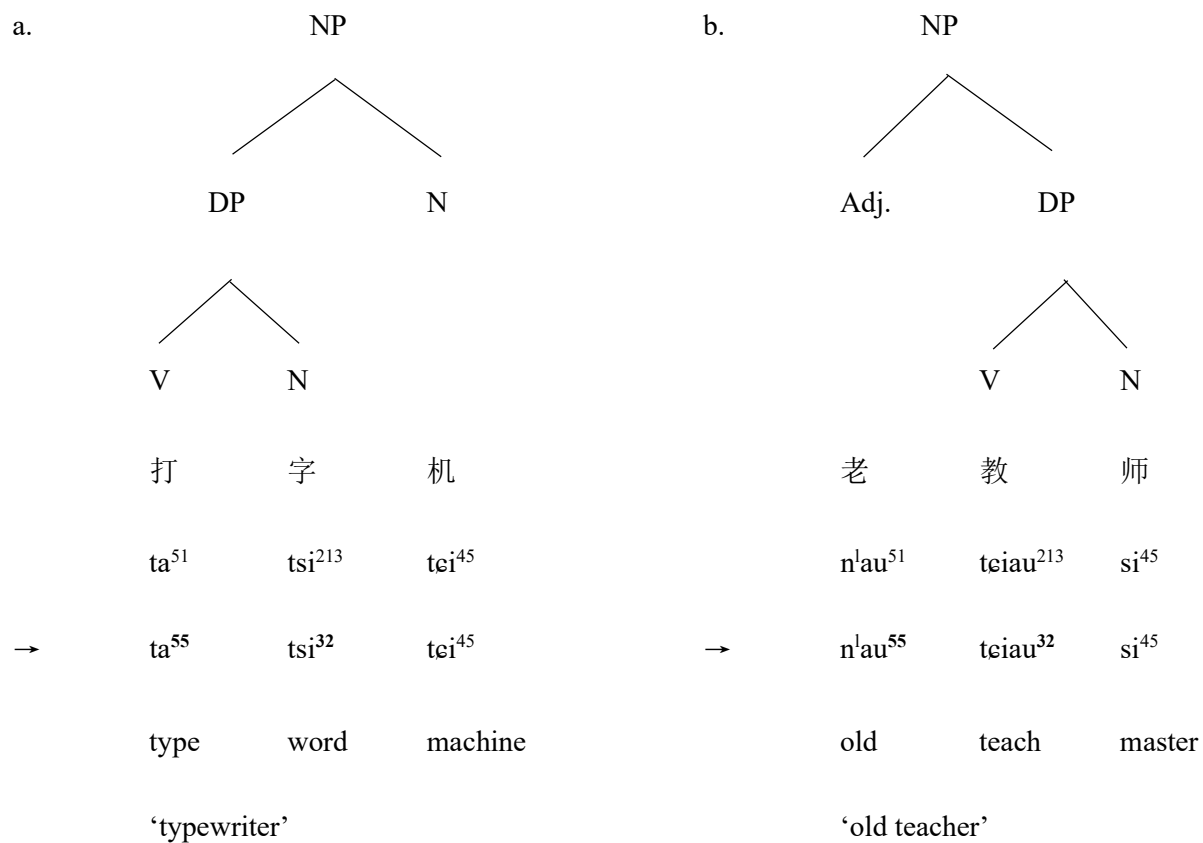 a. NP b. NP
DP N Adj. DP
V N V N
打 字 机 老 教 师
ta⁵¹ tsi²¹³ tɕi⁴⁵ nˡau⁵¹ tɕiau²¹³ si⁴⁵
→ ta⁵⁵ tsi³² tɕi⁴⁵ → nˡau⁵⁵ tɕiau³² si⁴⁵
type word machine old teach master
‘typewriter’ ‘old teacher’